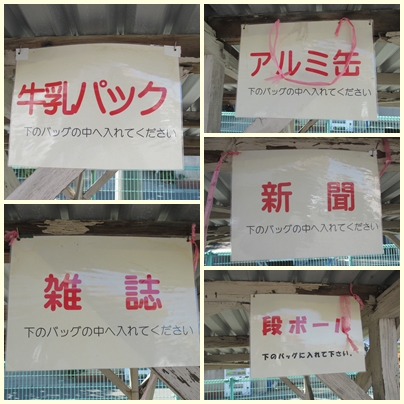 牛乳パック
下のバッグの中へ入れてください
アルミ缶
下のバッグの中へ入れてください
新聞
下のバッグの中へ入れてください
雑誌
下のバッグの中へ入れてください
段ボール
下のバッグに入れて下さい。